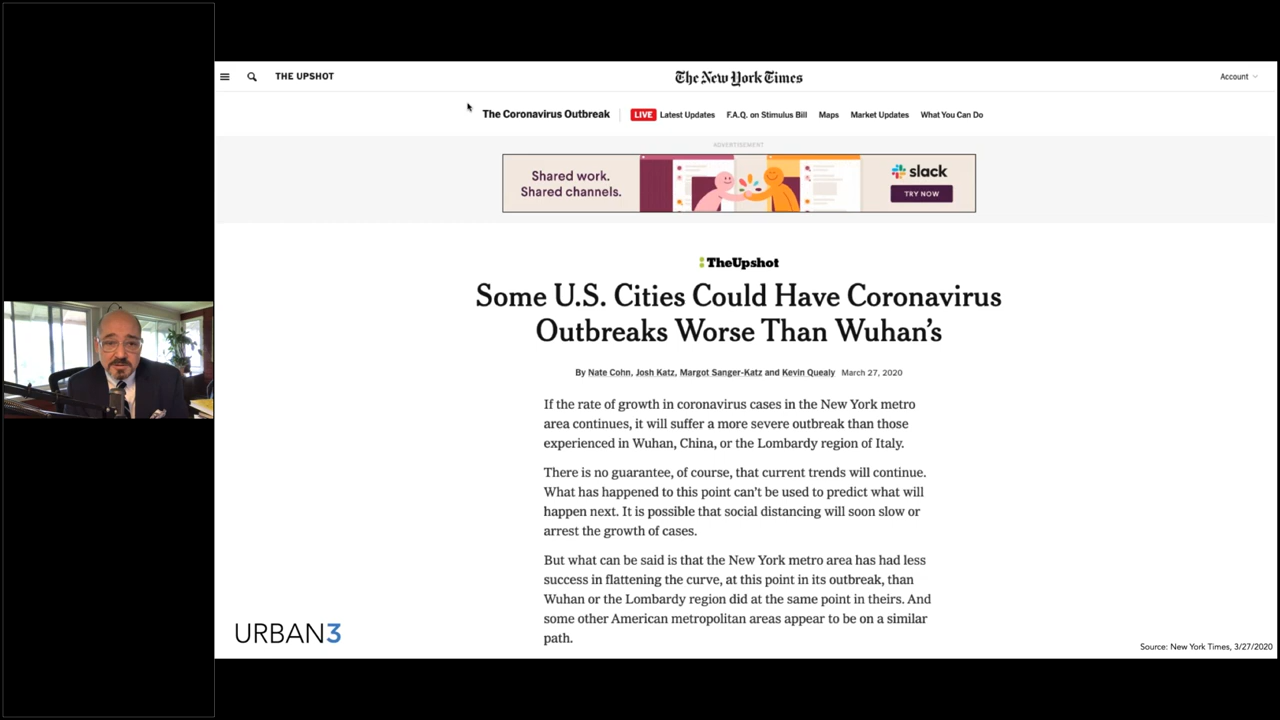 THE UPSHOT
The New York Times
Account
The Coronavirus Outbreak
LIVE Latest Updates
F.A.Q. on Stimulus Bill
Maps
Market Updates
What You Can Do
ADVERTISEMENT
Shared work.
Shared channels.
slack
TRY NOW
TheUpshot
Some U.S. Cities Could Have Coronavirus
Outbreaks Worse Than Wuhan's
By Nate Cohn, Josh Katz, Margot Sanger-Katz and Kevin Quealy March 27, 2020
If the rate of growth in coronavirus cases in the New York metro
area continues, it will suffer a more severe outbreak than those
experienced in Wuhan, China, or the Lombardy region of Italy.
There is no guarantee, of course, that current trends will continue.
What has happened to this point can't be used to predict what will
happen next. It is possible that social distancing will soon slow or
arrest the growth of cases.
But what can be said is that the New York metro area has had less
success in flattening the curve, at this point in its outbreak, than
Wuhan or the Lombardy region did at the same point in theirs. And
some other American metropolitan areas appear to be on a similar
path.
URBAN3
Source: New York Times, 3/27/2020